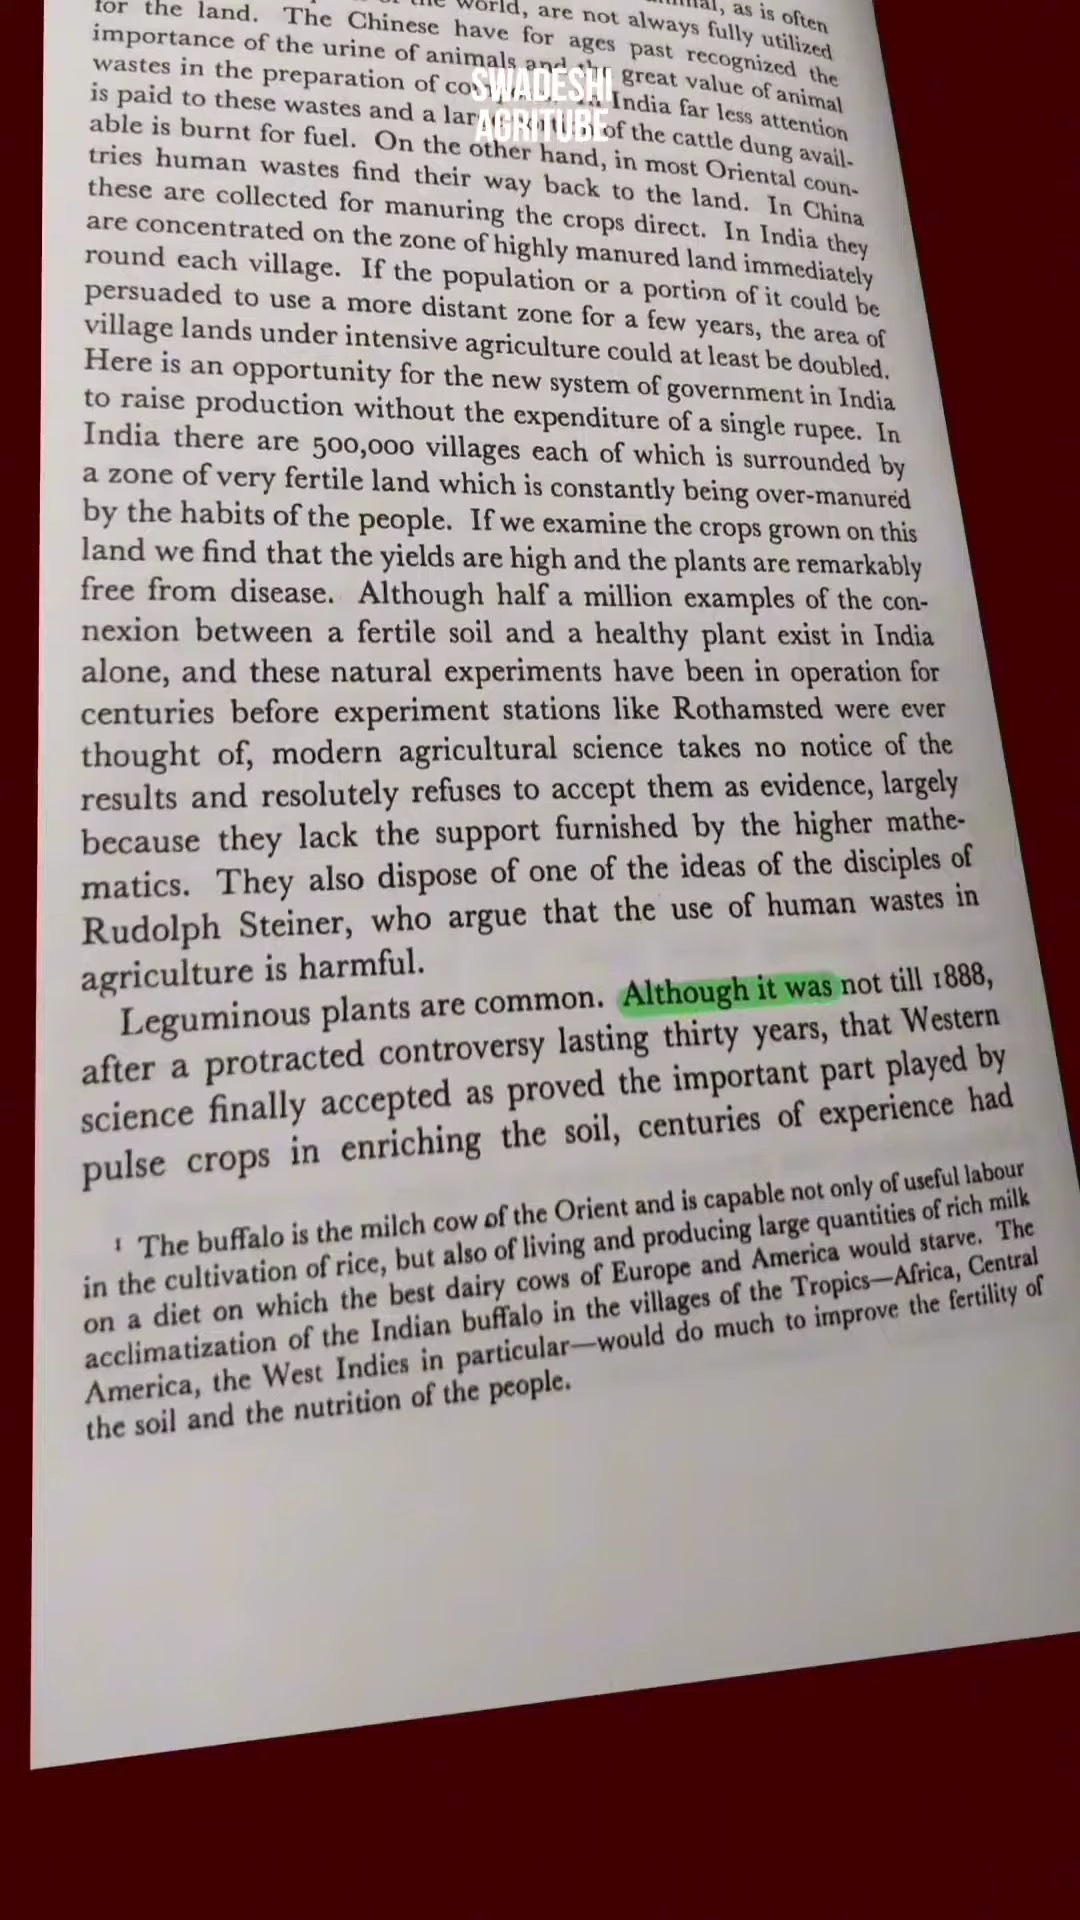 mal, as is often
the world, are not always fully utilized
for the land. The Chinese have for ages past recognized the
importance of the urine of animals and the great value of animal
wastes in the preparation of In India far less attention
is paid to these wastes and a of the cattle dung avail-
able is burnt for fuel. On the other hand, in most Oriental coun-
tries human wastes find their way back to the land. In China
these are collected for manuring the crops direct. In India they
are concentrated on the zone of highly manured land immediately
round each village. If the population or a portion of it could be
persuaded to use a more distant zone for a few years, the area of
village lands under intensive agriculture could at least be doubled.
Here is an opportunity for the new system of government in India
to raise production without the expenditure of a single rupee. In
India there are 500,000 villages each of which is surrounded by
a zone of very fertile land which is constantly being over-manured
by the habits of the people. If we examine the crops grown on this
land we find that the yields are high and the plants are remarkably
free from disease. Although half a million examples of the con-
nexion between a fertile soil and a healthy plant exist in India
alone, and these natural experiments have been in operation for
centuries before experiment stations like Rothamsted were ever
thought of, modern agricultural science takes no notice of the
results and resolutely refuses to accept them as evidence, largely
because they lack the support furnished by the higher mathe-
matics. They also dispose of one of the ideas of the disciples of
Rudolph Steiner, who argue that the use of human wastes in
agriculture is harmful.
Leguminous plants are common. Although it was not till 1888,
after a protracted controversy lasting thirty years, that Western
science finally accepted as proved the important part played by
pulse crops in enriching the soil, centuries of experience had
1 The buffalo is the milch cow of the Orient and is capable not only of useful labour
in the cultivation of rice, but also of living and producing large quantities of rich milk
on a diet on which the best dairy cows of Europe and America would starve. The
acclimatization of the Indian buffalo in the villages of the Tropics—Africa, Central
America, the West Indies in particular—would do much to improve the fertility of
the soil and the nutrition of the people.
SWADESHI
AGRITUBE